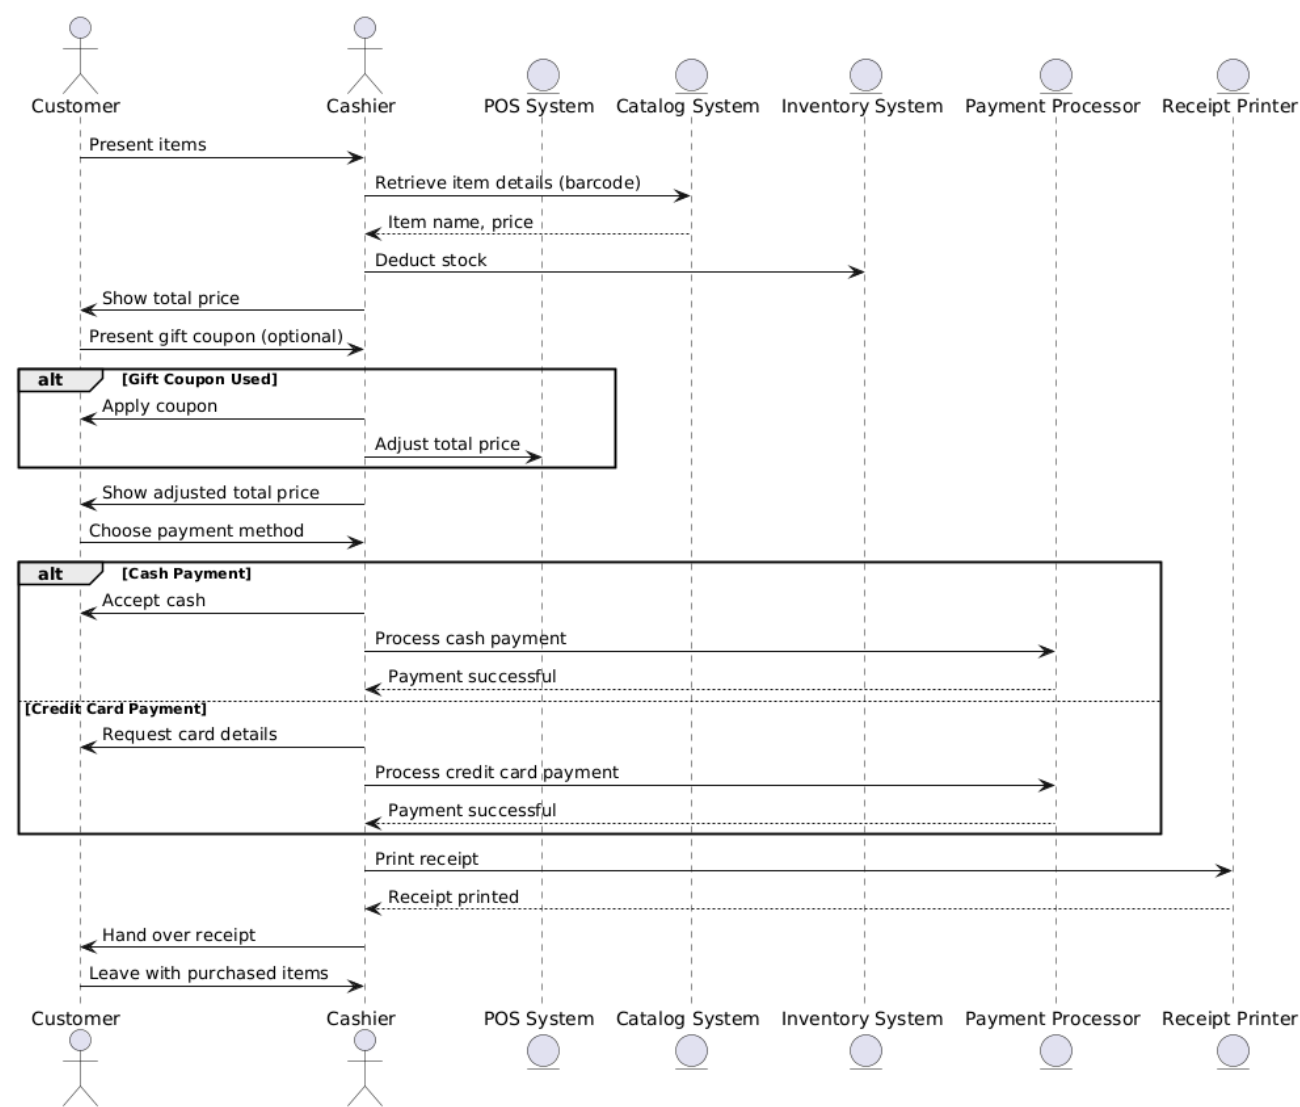 Customer Cashier POS System Catalog System Inventory System Payment Processor Receipt Printer
Present items
Retrieve item details (barcode)
Item name, price
Deduct stock
Show total price
Present gift coupon (optional)
alt [Gift Coupon Used]
Apply coupon
Adjust total price
Show adjusted total price
Choose payment method
alt [Cash Payment]
Accept cash
Process cash payment
Payment successful
[Credit Card Payment]
Request card details
Process credit card payment
Payment successful
Print receipt
Receipt printed
Hand over receipt
Leave with purchased items
Customer Cashier POS System Catalog System Inventory System Payment Processor Receipt Printer